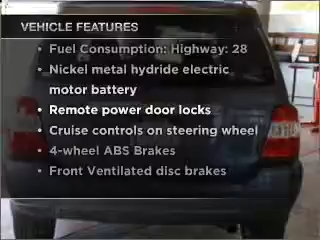 VEHICLE FEATURES
• Fuel Consumption: Highway: 28
• Nickel metal hydride electric
motor battery
• Remote power door locks
• Cruise controls on steering wheel
• 4-wheel ABS Brakes
• Front Ventilated disc brakes